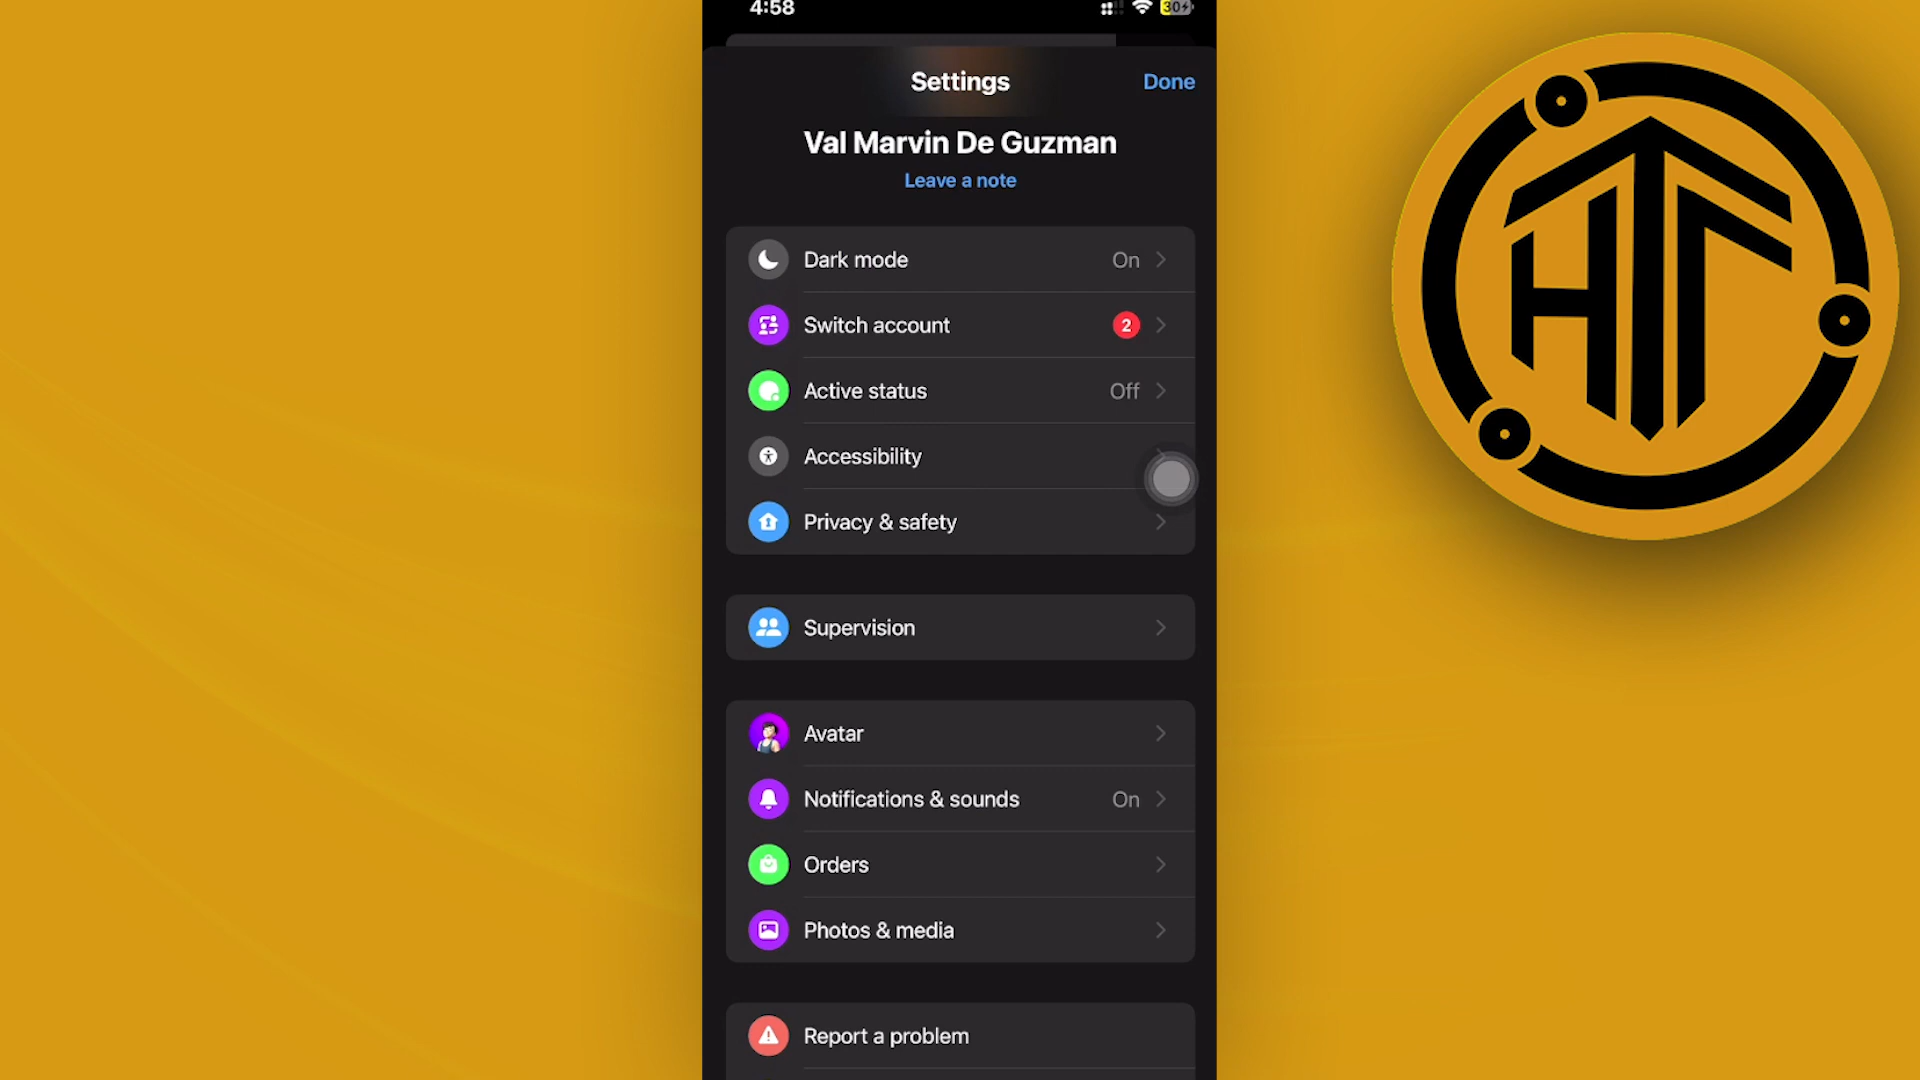 4:58
30
Settings
Done
Val Marvin De Guzman
Leave a note
Dark mode
On
Switch account
2
Active status
Off
Accessibility
Privacy & safety
Supervision
Avatar
Notifications & sounds
On
Orders
Photos & media
Report a problem
HTF